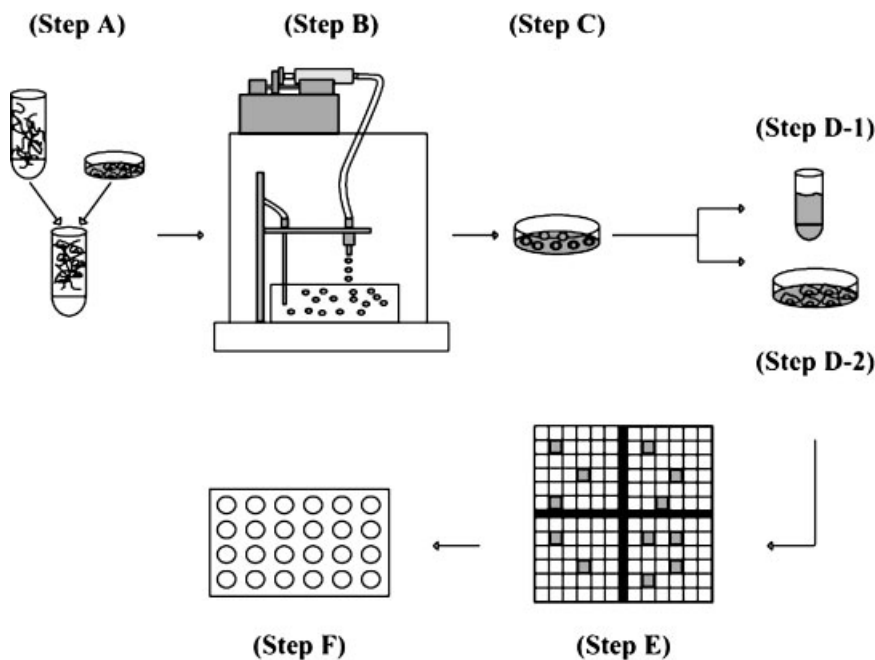 (Step A)
(Step B)
(Step C)
(Step D-1)
(Step D-2)
(Step F)
(Step E)